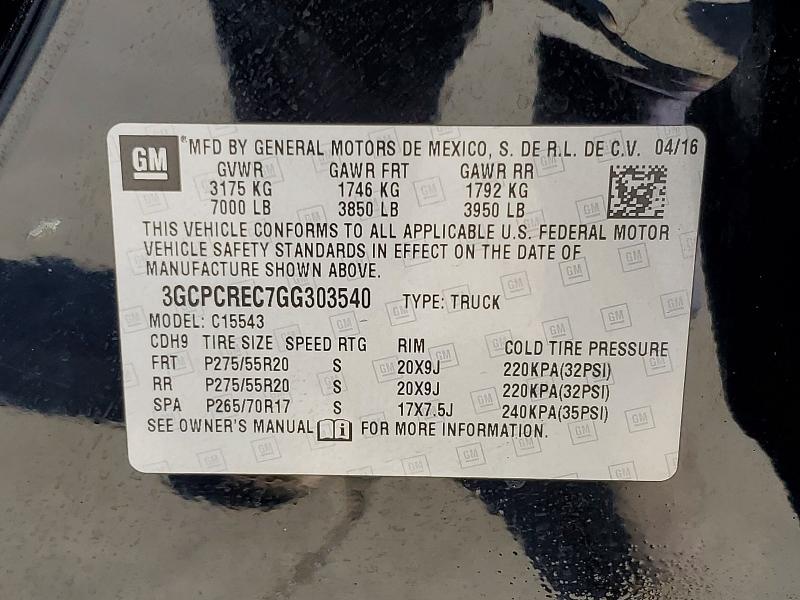 GM
®MFD BY GENERAL MOTORS DE MEXICO, S. DE R.L. DE C.V. 04/16
GVWR GAWR FRT GAWR RR
3175 KG 1746 KG 1792 KG
7000 LB 3850 LB 3950 LB
THIS VEHICLE CONFORMS TO ALL APPLICABLE U.S. FEDERAL MOTOR
VEHICLE SAFETY STANDARDS IN EFFECT ON THE DATE OF
MANUFACTURE SHOWN ABOVE.
3GCPCREC7GG303540 TYPE: TRUCK
MODEL: C15543
CDH9 TIRE SIZE SPEED RTG RIM COLD TIRE PRESSURE
FRT P275/55R20 S 20X9J 220KPA(32PSI)
RR P275/55R20 S 20X9J 220KPA(32PSI)
SPA P265/70R17 S 17X7.5J 240KPA(35PSI)
SEE OWNER'S MANUAL i FOR MORE INFORMATION.